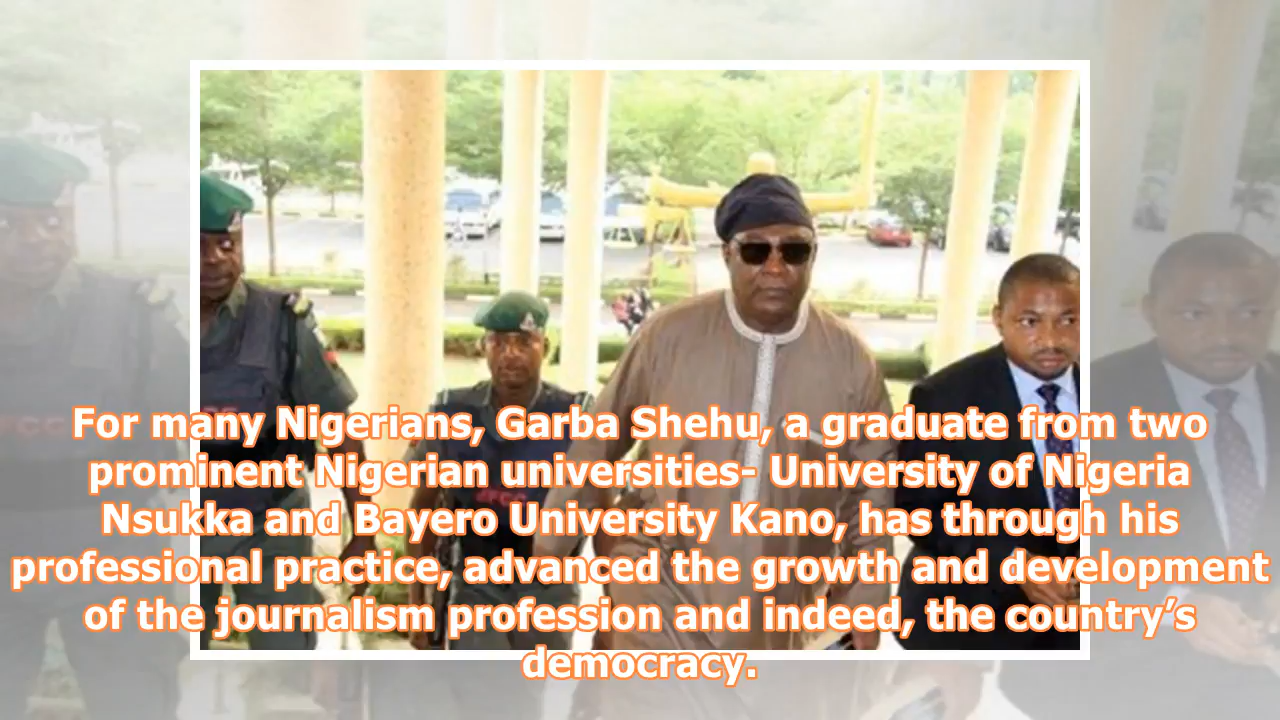 For many Nigerians, Garba Shehu, a graduate from two
prominent Nigerian universities- University of Nigeria
Nsukka and Bayero University Kano, has through his
professional practice, advanced the growth and development
of the journalism profession and indeed, the country’s
democracy.